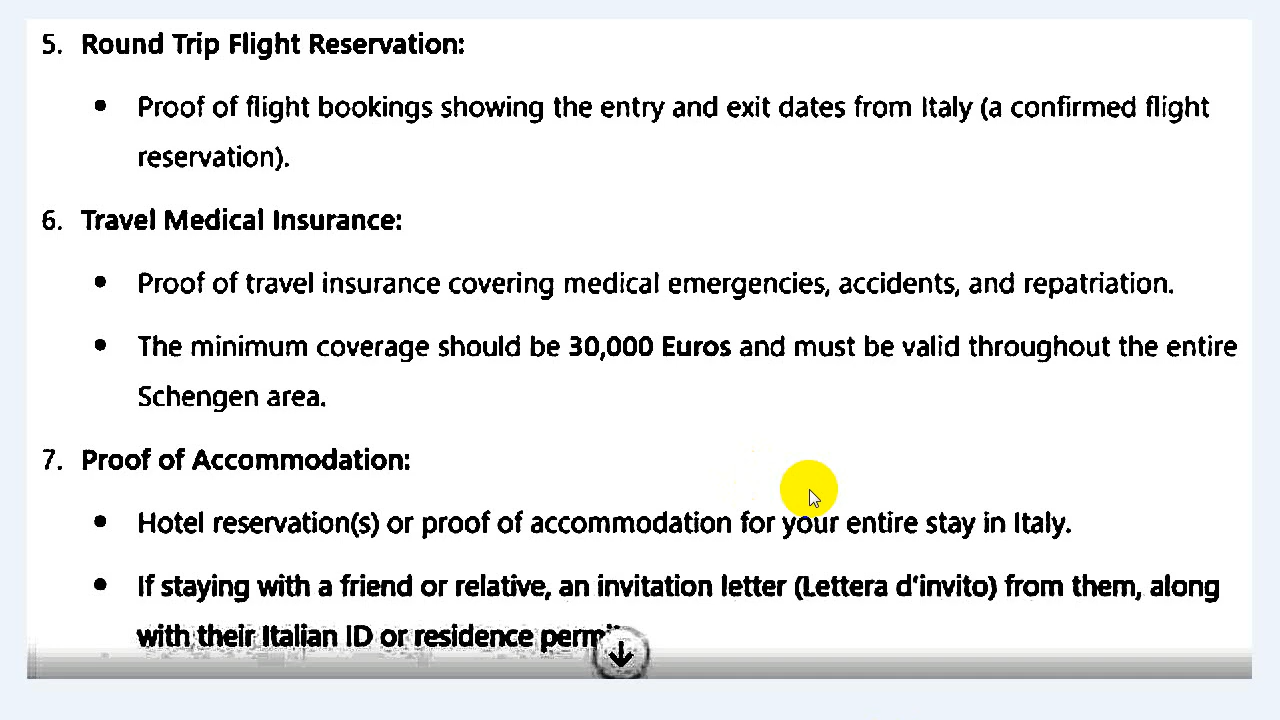 5. Round Trip Flight Reservation:
• Proof of flight bookings showing the entry and exit dates from Italy (a confirmed flight
reservation).
6. Travel Medical Insurance:
• Proof of travel insurance covering medical emergencies, accidents, and repatriation.
• The minimum coverage should be 30,000 Euros and must be valid throughout the entire
Schengen area.
7. Proof of Accommodation:
• Hotel reservation(s) or proof of accommodation for your entire stay in Italy.
• If staying with a friend or relative, an invitation letter (Lettera d'invito) from them, along
with their Italian ID or residence permit